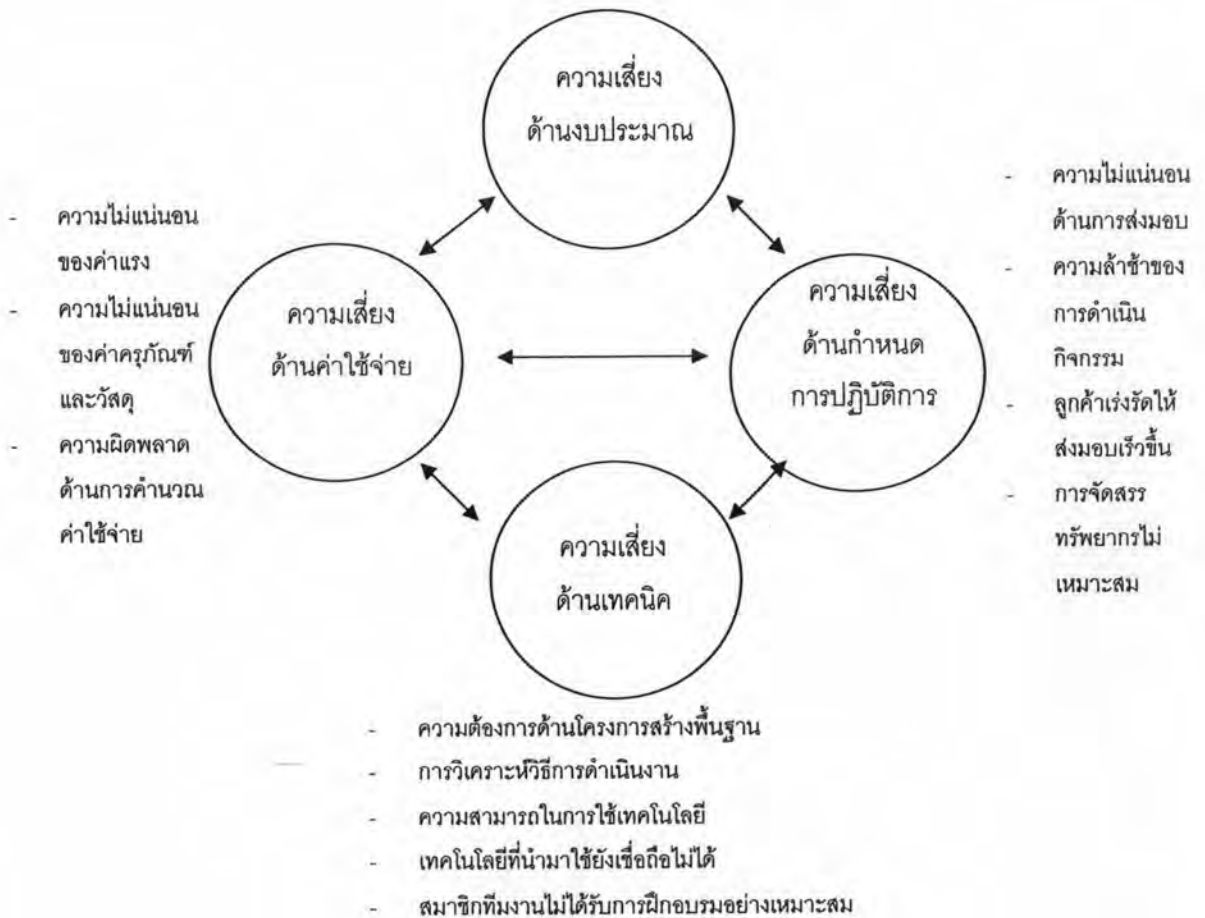 ความเสี่ยง
ด้านงบประมาณ
- ความไม่แน่นอน
ของค่าแรง
- ความไม่แน่นอน
ของค่าครุภัณฑ์
และวัสดุ
- ความผิดพลาด
ด้านการคำนวณ
ค่าใช้จ่าย
ความเสี่ยง
ด้านค่าใช้จ่าย
ความเสี่ยง
ด้านกำหนด
การปฏิบัติการ
- ความไม่แน่นอน
ด้านการส่งมอบ
- ความล่าช้าของ
การดำเนิน
กิจกรรม
- ลูกค้าเร่งรัดให้
ส่งมอบเร็วขึ้น
- การจัดสรร
ทรัพยากรไม่
เหมาะสม
ความเสี่ยง
ด้านเทคนิค
- ความต้องการด้านโครงการสร้างพื้นฐาน
- การวิเคราะห์วิธีการดำเนินงาน
- ความสามารถในการใช้เทคโนโลยี
- เทคโนโลยีที่นำมาใช้ยังเชื่อถือไม่ได้
- สมาชิกทีมงานไม่ได้รับการฝึกอบรมอย่างเหมาะสม